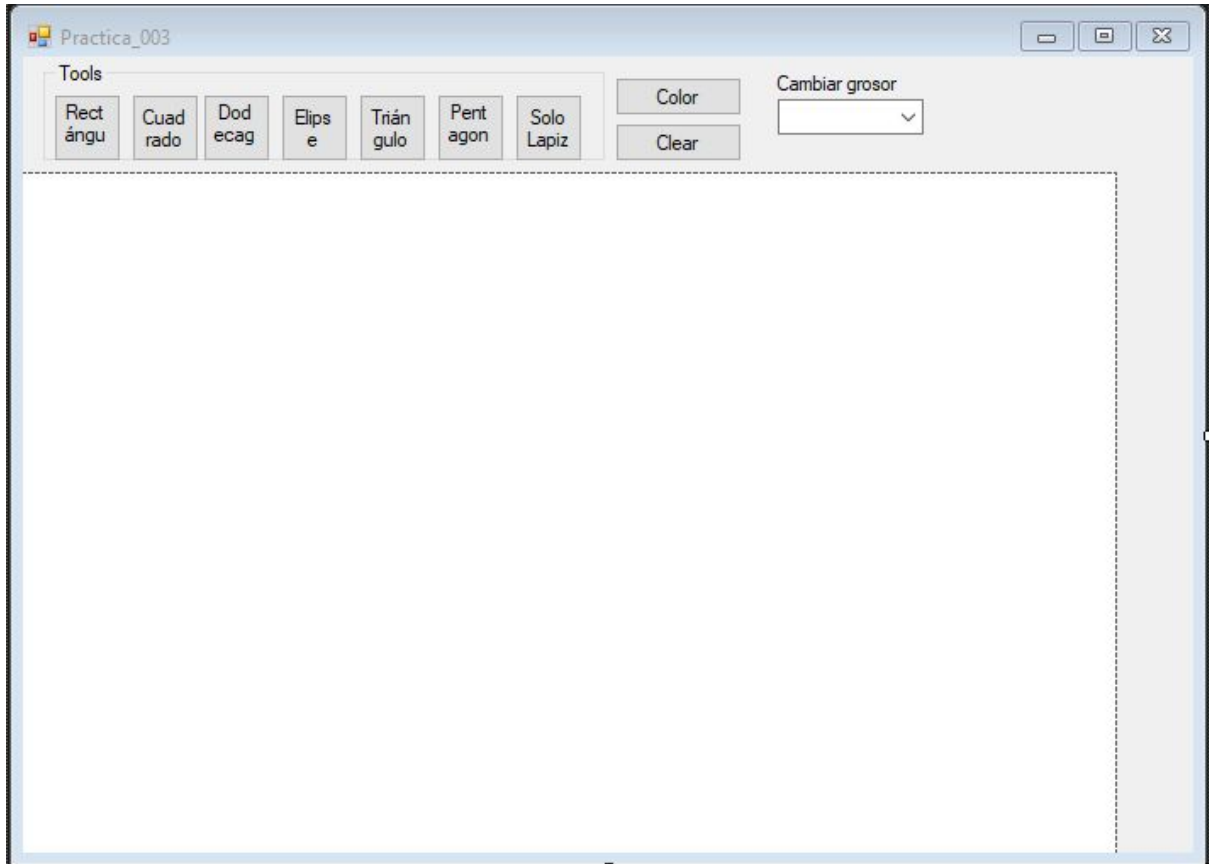 Practica_003
Tools
Rect
ángu
Cuad
rado
Dod
ecag
Elips
e
Trián
gulo
Pent
agon
Solo
Lapiz
Color
Clear
Cambiar grosor